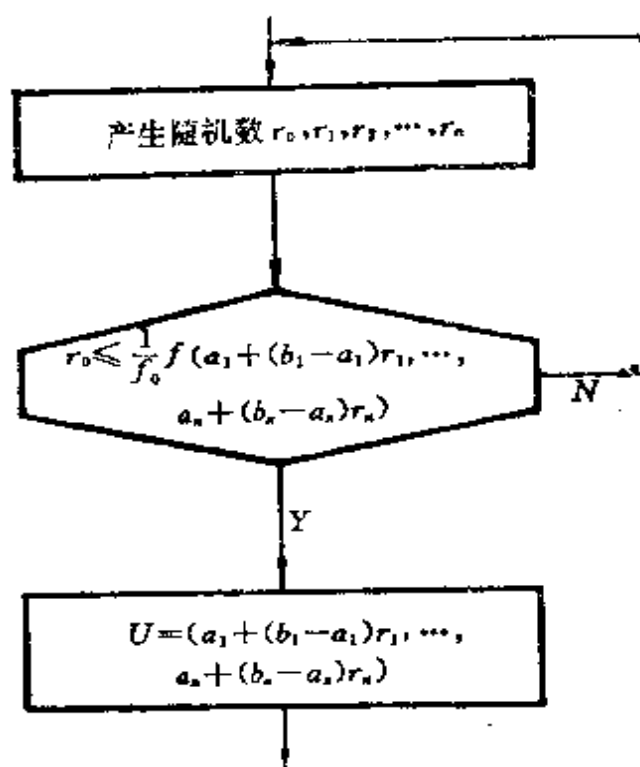 产生随机数 r₀,r₁,r₂,…,rₙ
r₀≤\frac{1}{f₀}f(a₁+(b₁-a₁)r₁,…,
aₙ+(bₙ-aₙ)rₙ)
N
Y
U=(a₁+(b₁-a₁)r₁,…,
aₙ+(bₙ-aₙ)rₙ)